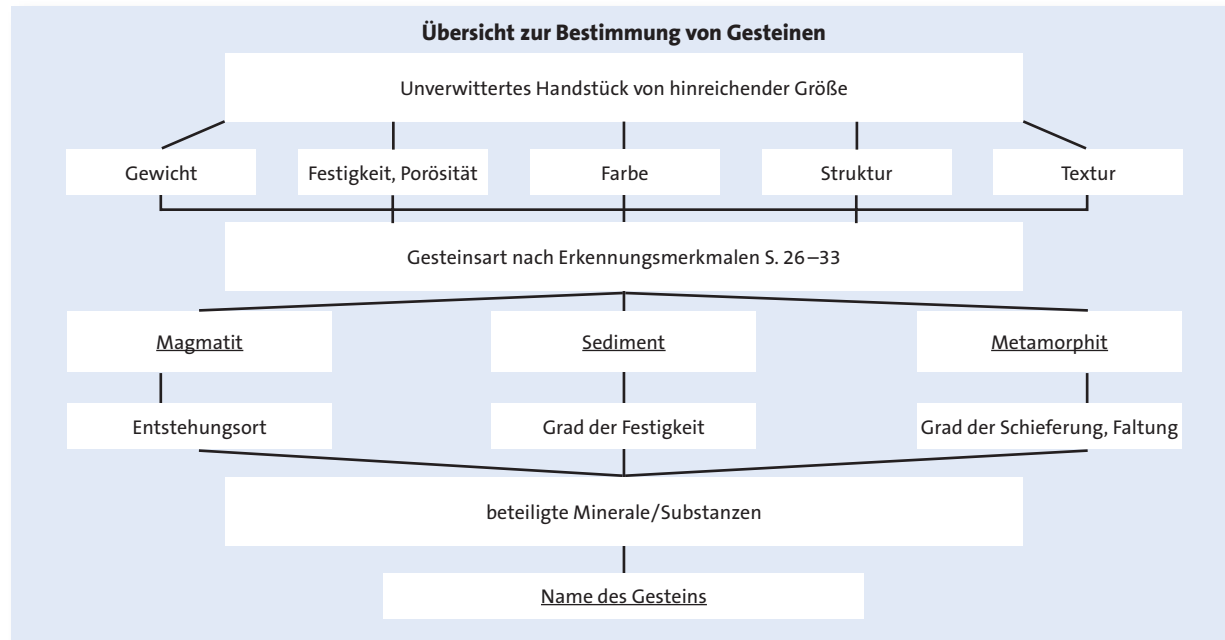 Übersicht zur Bestimmung von Gesteinen
Unverwittertes Handstück von hinreichender Größe
Gewicht
Festigkeit, Porösität
Farbe
Struktur
Textur
Gesteinsart nach Erkennungsmerkmalen S. 26–33
Magmatit
Sediment
Metamorphit
Entstehungsort
Grad der Festigkeit
Grad der Schieferung, Faltung
beteiligte Minerale/Substanzen
Name des Gesteins